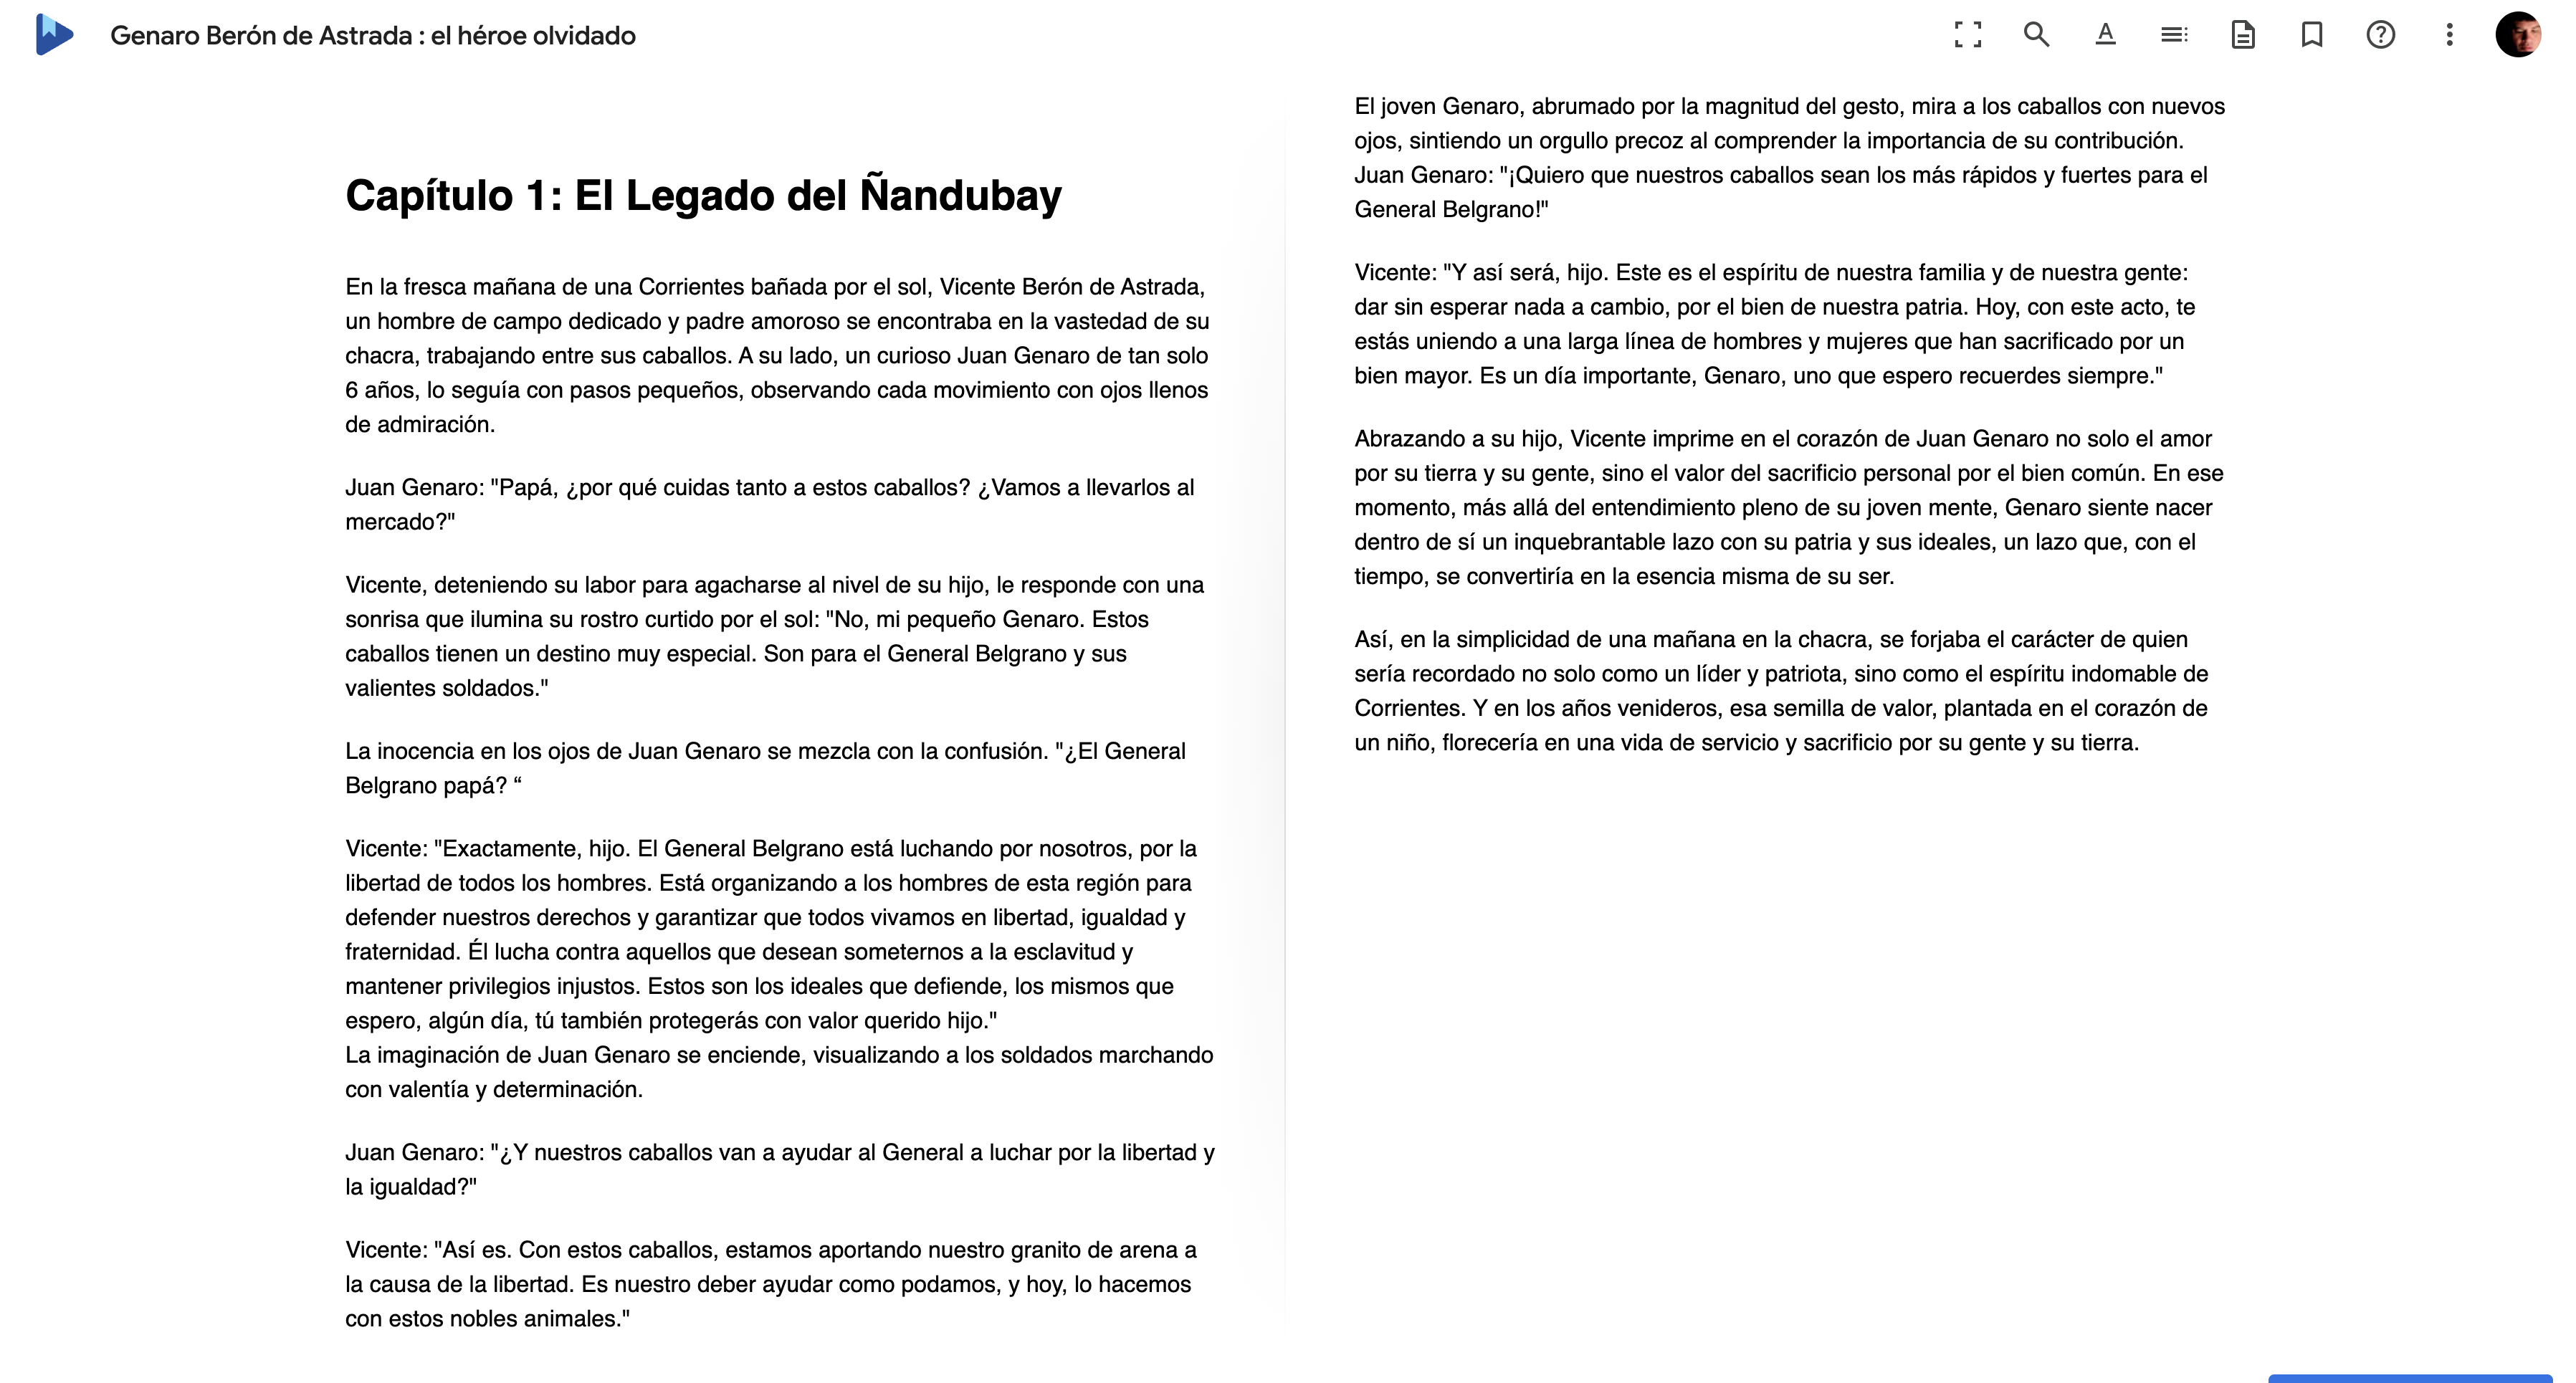 Genaro Berón de Astrada : el héroe olvidado
Capítulo 1: El Legado del Ñandubay
En la fresca mañana de una Corrientes bañada por el sol, Vicente Berón de Astrada,
un hombre de campo dedicado y padre amoroso se encontraba en la vastedad de su
chacra, trabajando entre sus caballos. A su lado, un curioso Juan Genaro de tan solo
6 años, lo seguía con pasos pequeños, observando cada movimiento con ojos llenos
de admiración.
Juan Genaro: "Papá, ¿por qué cuidas tanto a estos caballos? ¿Vamos a llevarlos al
mercado?"
Vicente, deteniendo su labor para agacharse al nivel de su hijo, le responde con una
sonrisa que ilumina su rostro curtido por el sol: "No, mi pequeño Genaro. Estos
caballos tienen un destino muy especial. Son para el General Belgrano y sus
valientes soldados."
La inocencia en los ojos de Juan Genaro se mezcla con la confusión. "¿El General
Belgrano papá? “
Vicente: "Exactamente, hijo. El General Belgrano está luchando por nosotros, por la
libertad de todos los hombres. Está organizando a los hombres de esta región para
defender nuestros derechos y garantizar que todos vivamos en libertad, igualdad y
fraternidad. Él lucha contra aquellos que desean someternos a la esclavitud y
mantener privilegios injustos. Estos son los ideales que defiende, los mismos que
espero, algún día, tú también protegerás con valor querido hijo."
La imaginación de Juan Genaro se enciende, visualizando a los soldados marchando
con valentía y determinación.
Juan Genaro: "¿Y nuestros caballos van a ayudar al General a luchar por la libertad y
la igualdad?"
Vicente: "Así es. Con estos caballos, estamos aportando nuestro granito de arena a
la causa de la libertad. Es nuestro deber ayudar como podamos, y hoy, lo hacemos
con estos nobles animales."
El joven Genaro, abrumado por la magnitud del gesto, mira a los caballos con nuevos
ojos, sintiendo un orgullo precoz al comprender la importancia de su contribución.
Juan Genaro: "¡Quiero que nuestros caballos sean los más rápidos y fuertes para el
General Belgrano!"
Vicente: "Y así será, hijo. Este es el espíritu de nuestra familia y de nuestra gente:
dar sin esperar nada a cambio, por el bien de nuestra patria. Hoy, con este acto, te
estás uniendo a una larga línea de hombres y mujeres que han sacrificado por un
bien mayor. Es un día importante, Genaro, uno que espero recuerdes siempre."
Abrazando a su hijo, Vicente imprime en el corazón de Juan Genaro no solo el amor
por su tierra y su gente, sino el valor del sacrificio personal por el bien común. En ese
momento, más allá del entendimiento pleno de su joven mente, Genaro siente nacer
dentro de sí un inquebrantable lazo con su patria y sus ideales, un lazo que, con el
tiempo, se convertiría en la esencia misma de su ser.
Así, en la simplicidad de una mañana en la chacra, se forjaba el carácter de quien
sería recordado no solo como un líder y patriota, sino como el espíritu indomable de
Corrientes. Y en los años venideros, esa semilla de valor, plantada en el corazón de
un niño, florecería en una vida de servicio y sacrificio por su gente y su tierra.